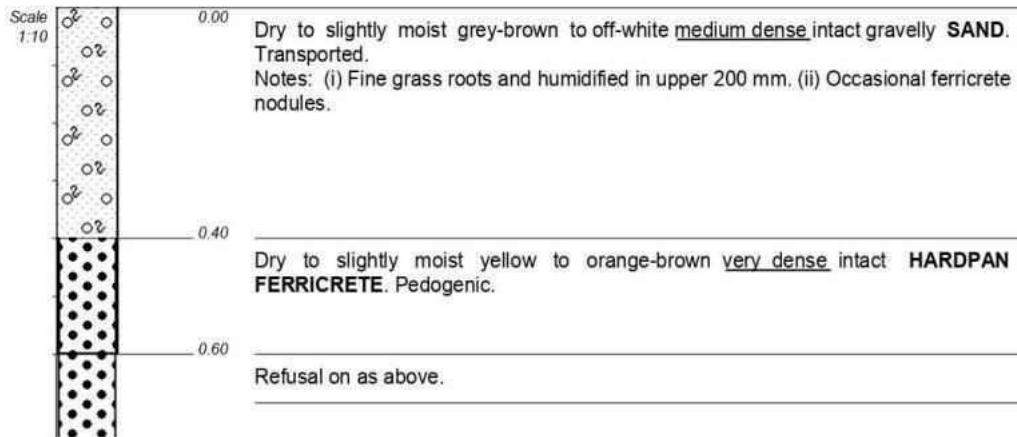 Scale
1:10
0.00
Dry to slightly moist grey-brown to off-white medium dense intact gravelly SAND.
Transported.
Notes: (i) Fine grass roots and humidified in upper 200 mm. (ii) Occasional ferricrete
nodules.
0.40
Dry to slightly moist yellow to orange-brown very dense intact HARDPAN
FERRICRETE. Pedogenic.
0.60
Refusal on as above.